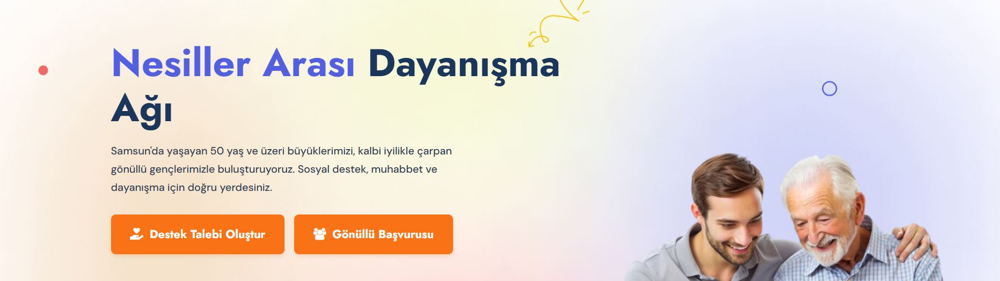 Nesiller Arası Dayanışma
Ağı
Samsun'da yaşayan 50 yaş ve üzeri büyüklerimizi, kalbi iyilikle çarpan
gönüllü gençlerimizle buluşturuyoruz. Sosyal destek, muhabbet ve
dayanışma için doğru yerdesiniz.
Destek Talebi Oluştur
Gönüllü Başvurusu